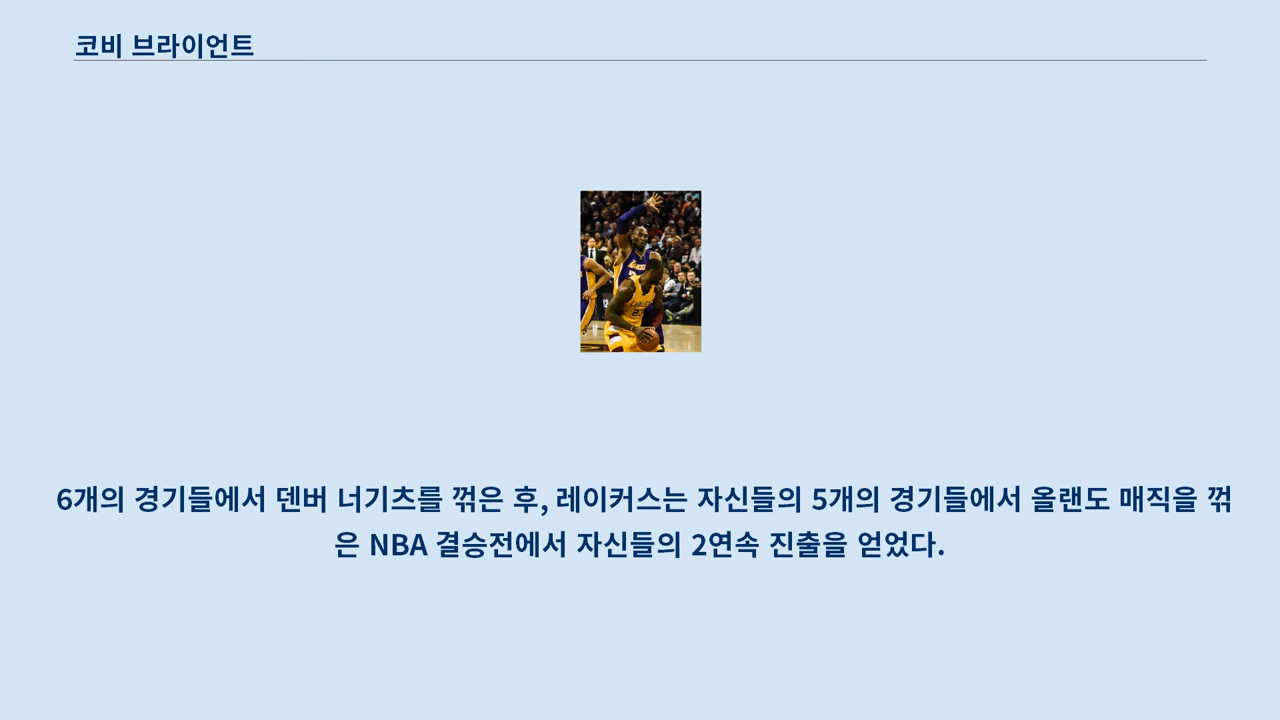 코비 브라이언트
6개의 경기들에서 덴버 너기츠를 꺾은 후, 레이커스는 자신들의 5개의 경기들에서 올랜도 매직을 꺾
은 NBA 결승전에서 자신들의 2연속 진출을 얻었다.